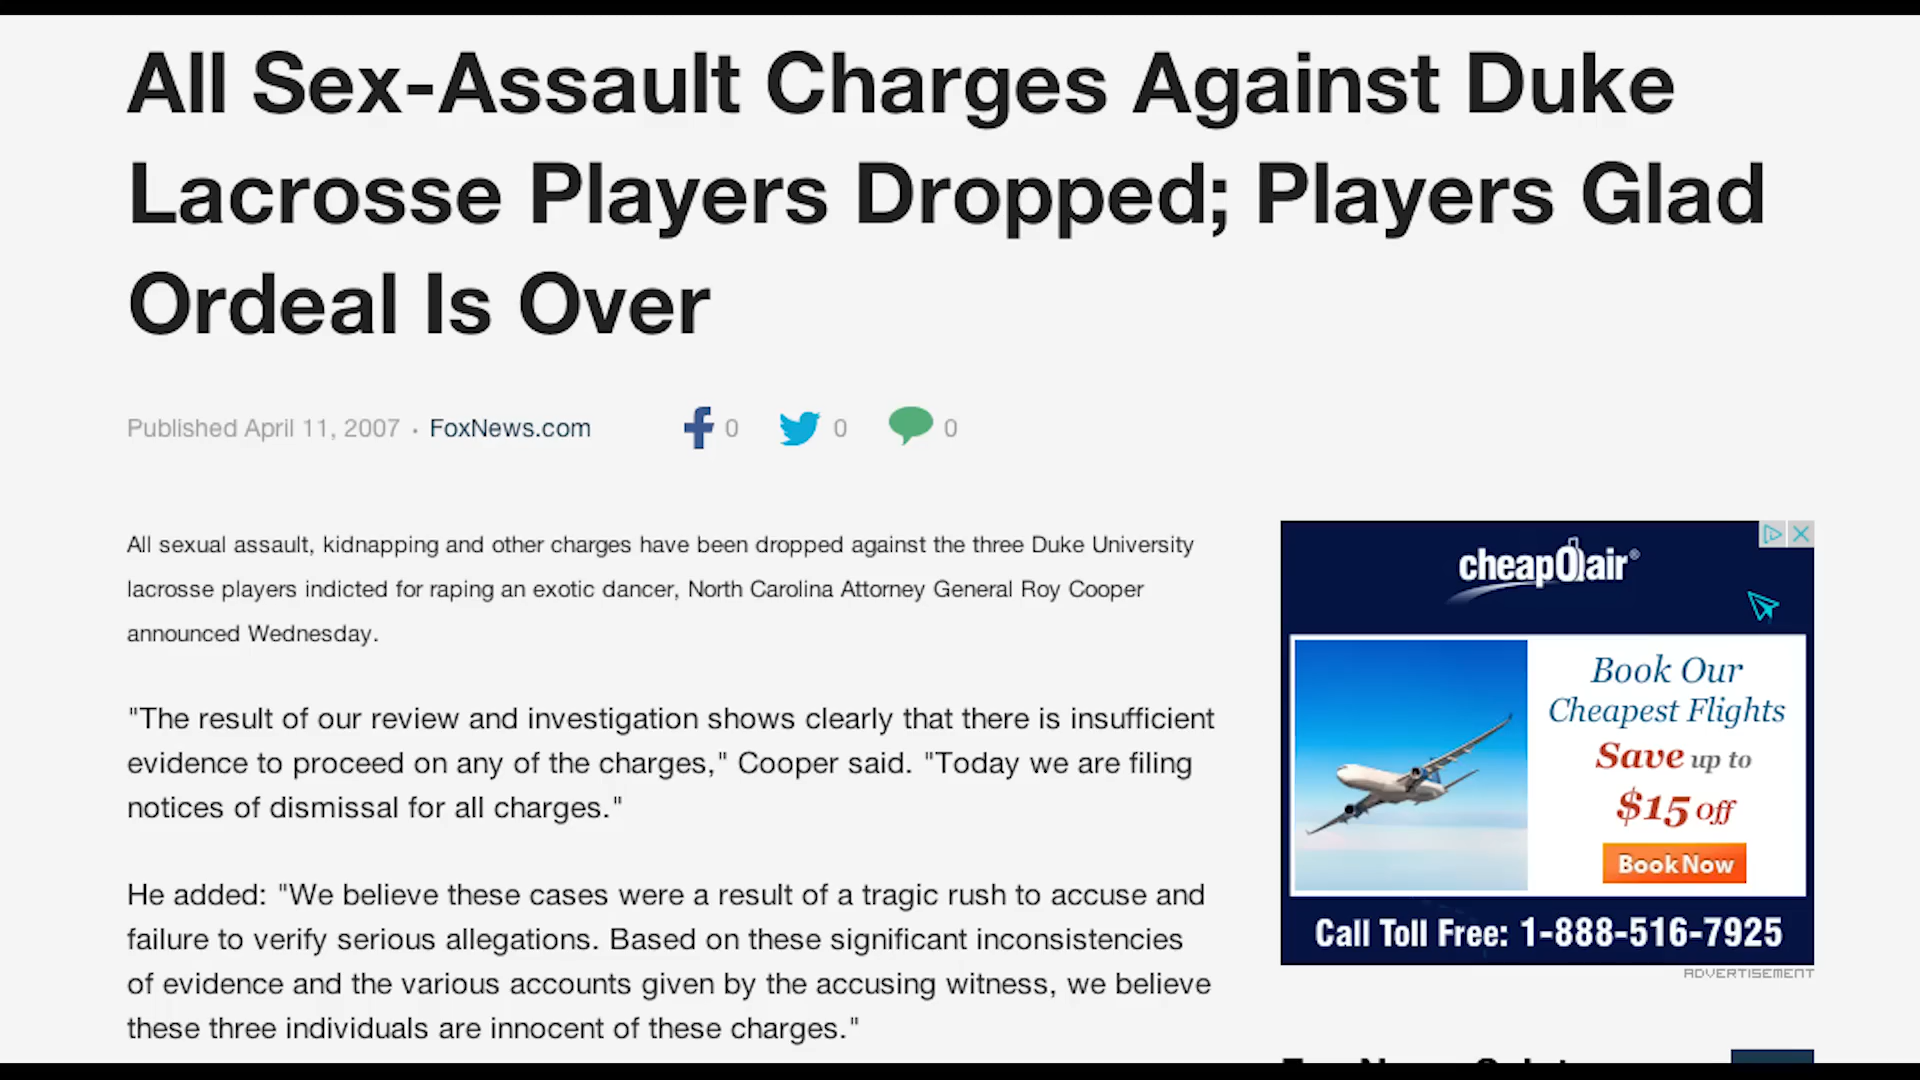 All Sex-Assault Charges Against Duke
Lacrosse Players Dropped; Players Glad
Ordeal Is Over
Published April 11, 2007 · FoxNews.com
0
0
0
All sexual assault, kidnapping and other charges have been dropped against the three Duke University
lacrosse players indicted for raping an exotic dancer, North Carolina Attorney General Roy Cooper
announced Wednesday.
"The result of our review and investigation shows clearly that there is insufficient
evidence to proceed on any of the charges," Cooper said. "Today we are filing
notices of dismissal for all charges."
He added: "We believe these cases were a result of a tragic rush to accuse and
failure to verify serious allegations. Based on these significant inconsistencies
of evidence and the various accounts given by the accusing witness, we believe
these three individuals are innocent of these charges."
cheapOair®
Book Our
Cheapest Flights
Save up to
$15 Off
Book Now
Call Toll Free: 1-888-516-7925
ADVERTISEMENT